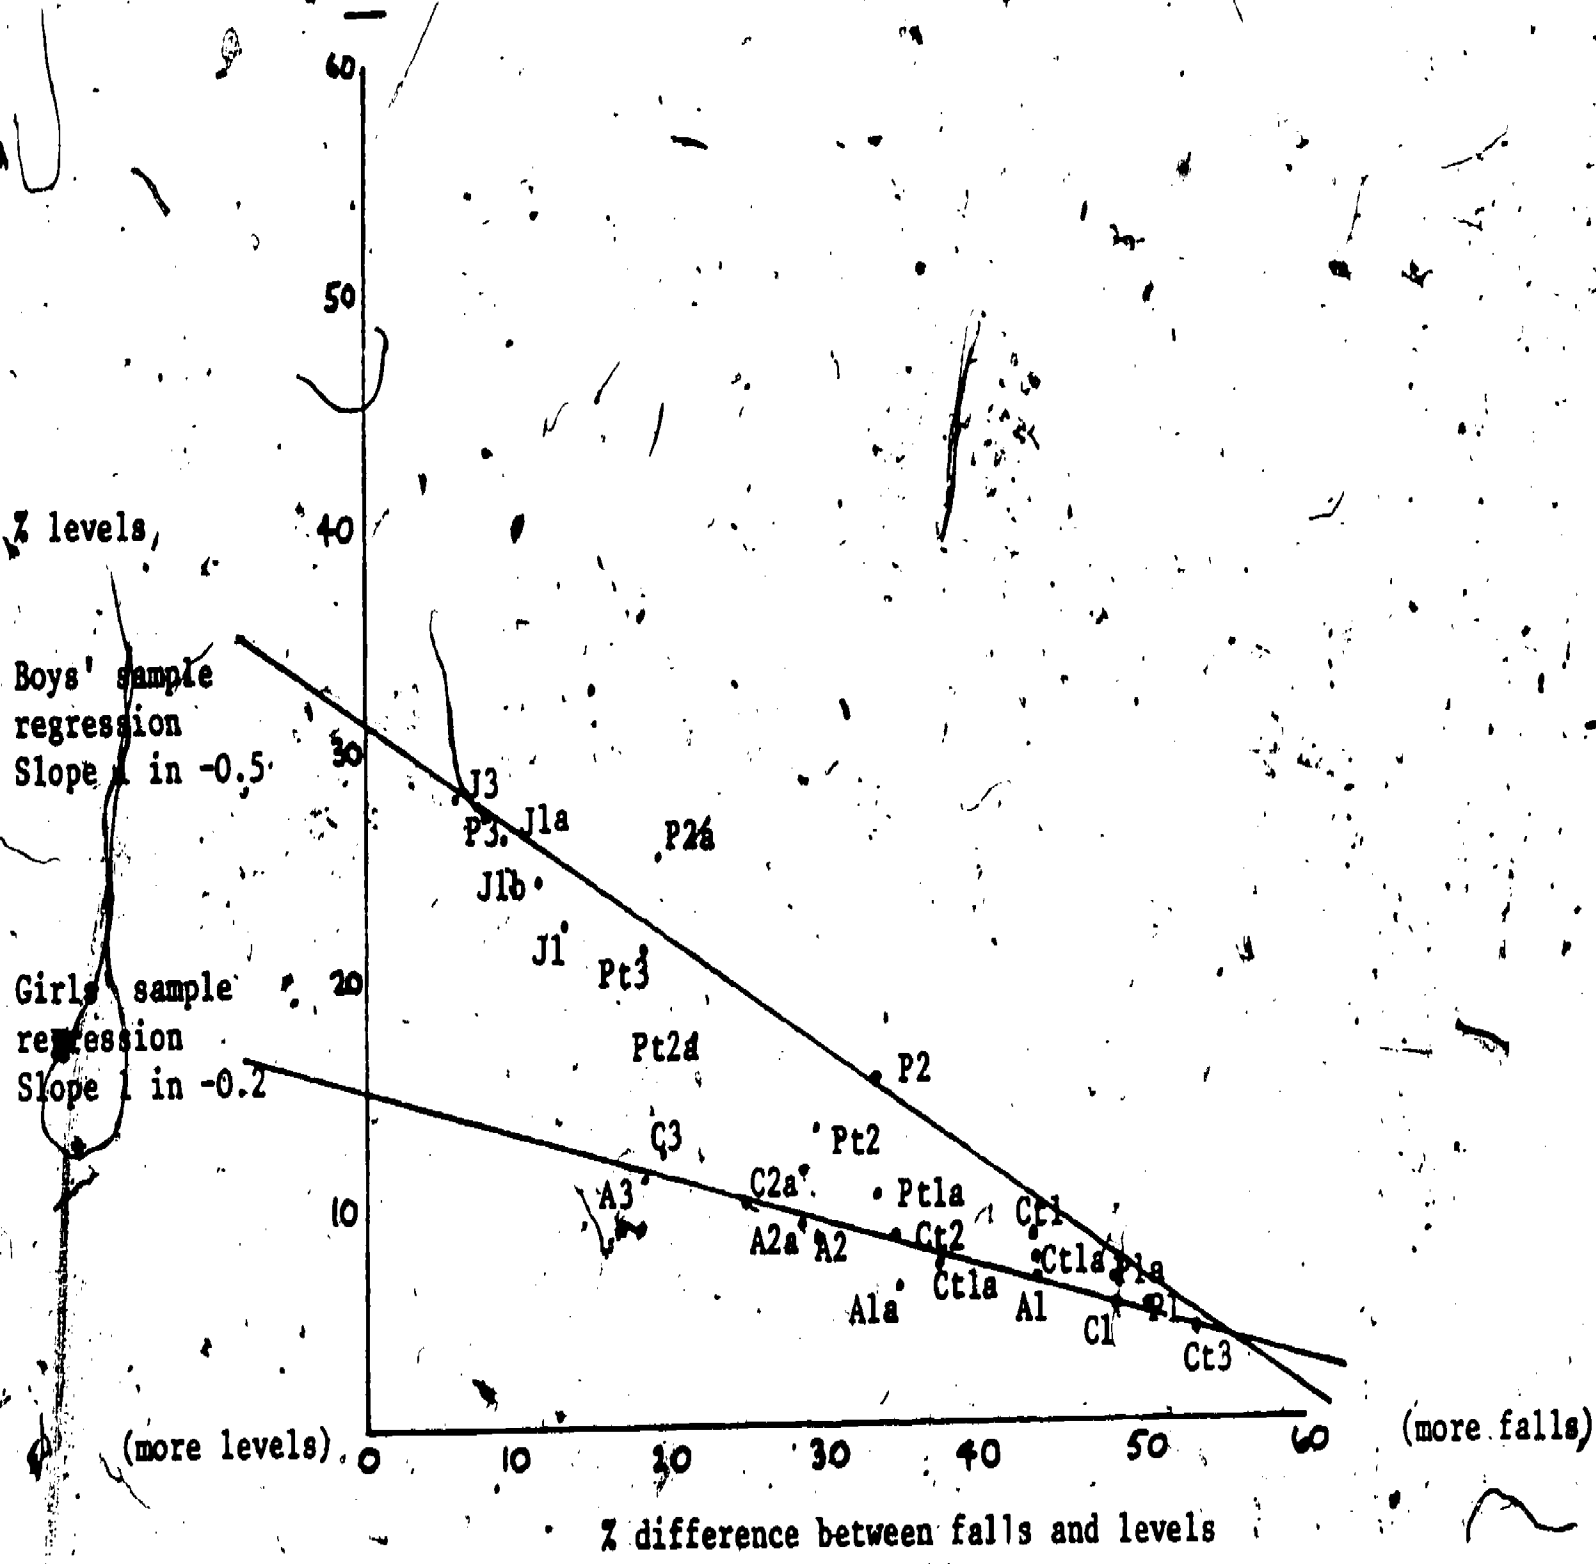 60
50
% levels,
40
Boys' sample
regression
Slope 1 in -0.5
30
J3
P3
J1a
P2a
J1b
J1
Pt3
Girls sample
regression
Slope 1 in -0.2
20
Pt2a
P2
C3
Pt2
A3
C2a
Pt1a
10
Ct1
A2a
A2
Ct2
Ct1a
P1a
Ct1a
A1a
A1
P1
C1
Ct3
(more levels)
0
10
20
30
40
50
60
(more falls)
% difference between falls and levels